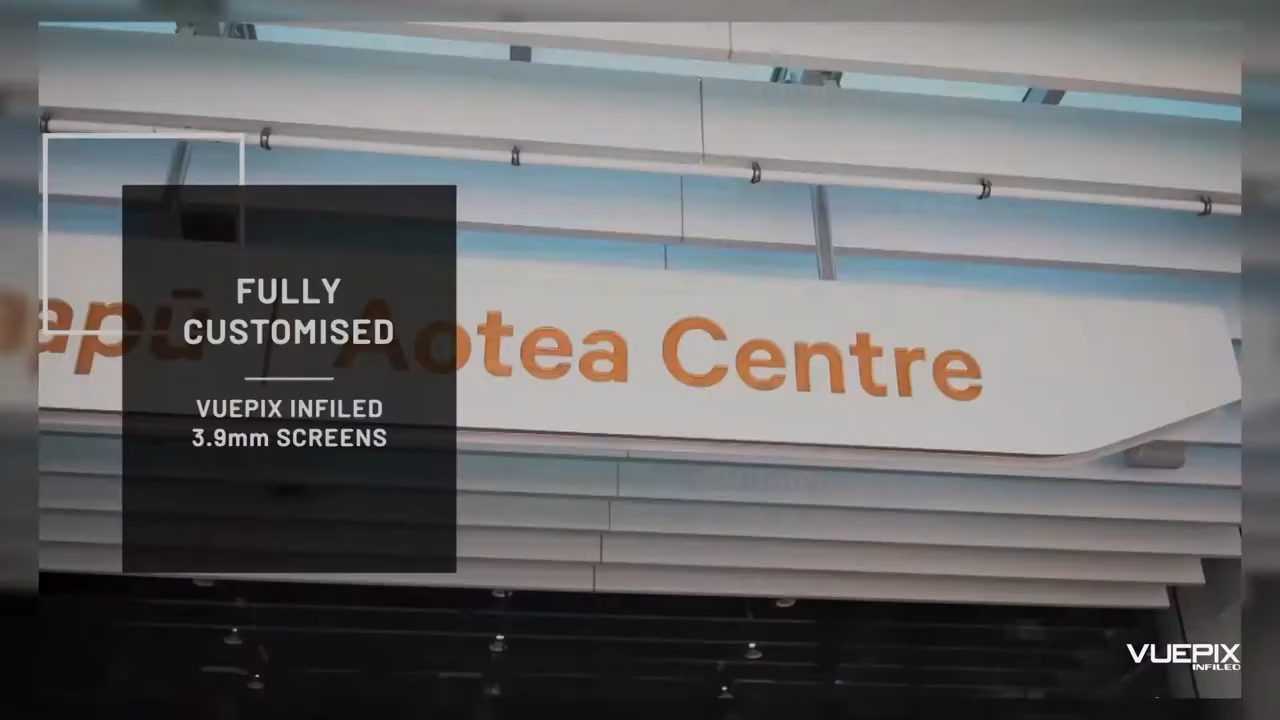 FULLY
CUSTOMISED
VUEPIX INFILED
3.9mm SCREENS
Aotea Centre
VUEPIX
INFILED